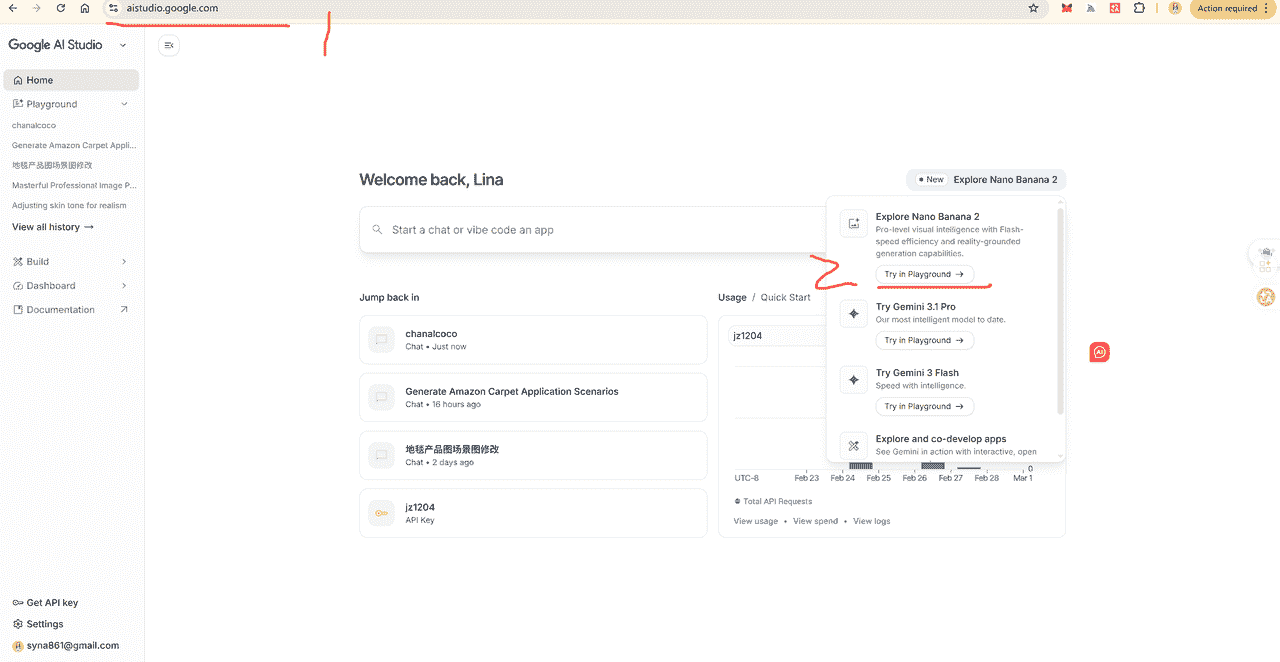 aistudio.google.com
Action required
Google AI Studio
Home
Playground
chanalcoco
Generate Amazon Carpet Appli...
地毯产品图场景图修改
Masterful Professional Image P...
Adjusting skin tone for realism
View all history →
Build
Dashboard
Documentation
Get API key
Settings
syna861@gmail.com
1
Welcome back, Lina
New Explore Nano Banana 2
Start a chat or vibe code an app
Explore Nano Banana 2
Pro-level visual intelligence with Flash-
speed efficiency and reality-grounded
generation capabilities.
Try in Playground →
2
Try Gemini 3.1 Pro
Our most intelligent model to date.
Try in Playground →
Try Gemini 3 Flash
Speed with intelligence.
Try in Playground →
Explore and co-develop apps
See Gemini in action with interactive, open
Jump back in
chanalcoco
Chat • Just now
Generate Amazon Carpet Application Scenarios
Chat • 16 hours ago
地毯产品图场景图修改
Chat • 2 days ago
jz1204
API Key
Usage / Quick Start
jz1204
0
UTC-8 Feb 23 Feb 24 Feb 25 Feb 26 Feb 27 Feb 28 Mar 1
Total API Requests
View usage • View spend • View logs
AI